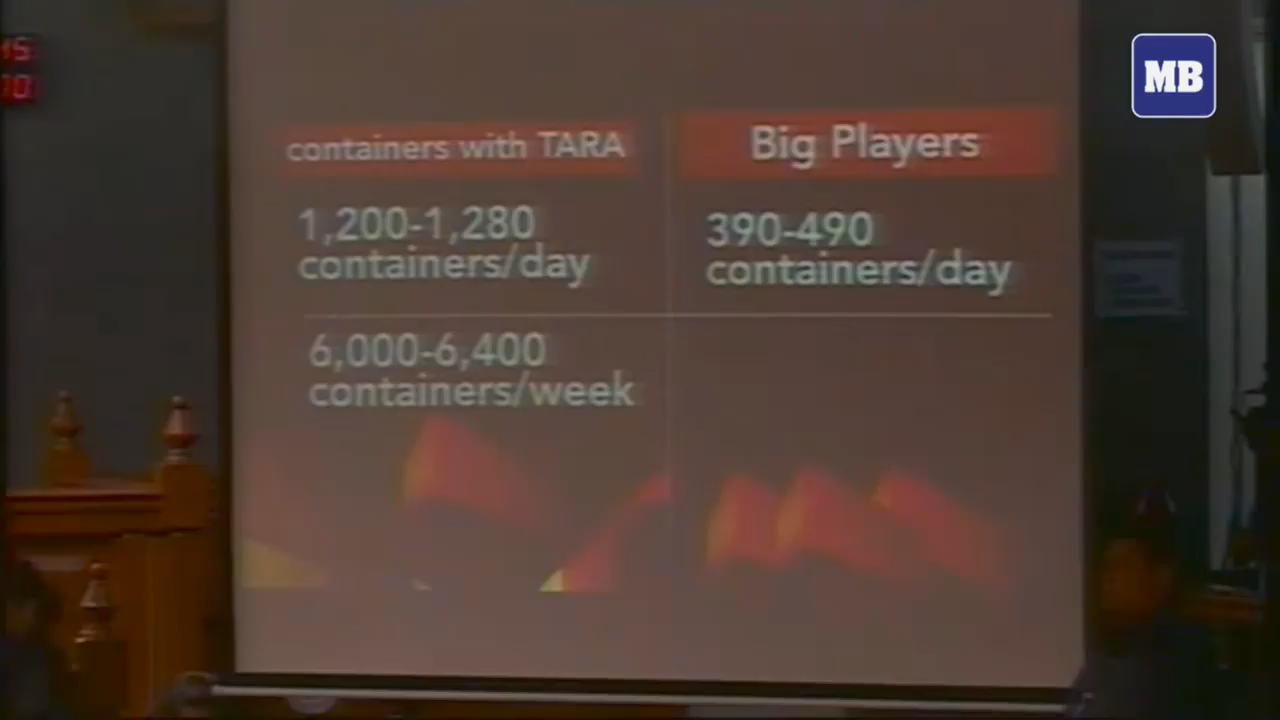 MB
containers with TARA
Big Players
1,200-1,280
containers/day
390-490
containers/day
6,000-6,400
containers/week